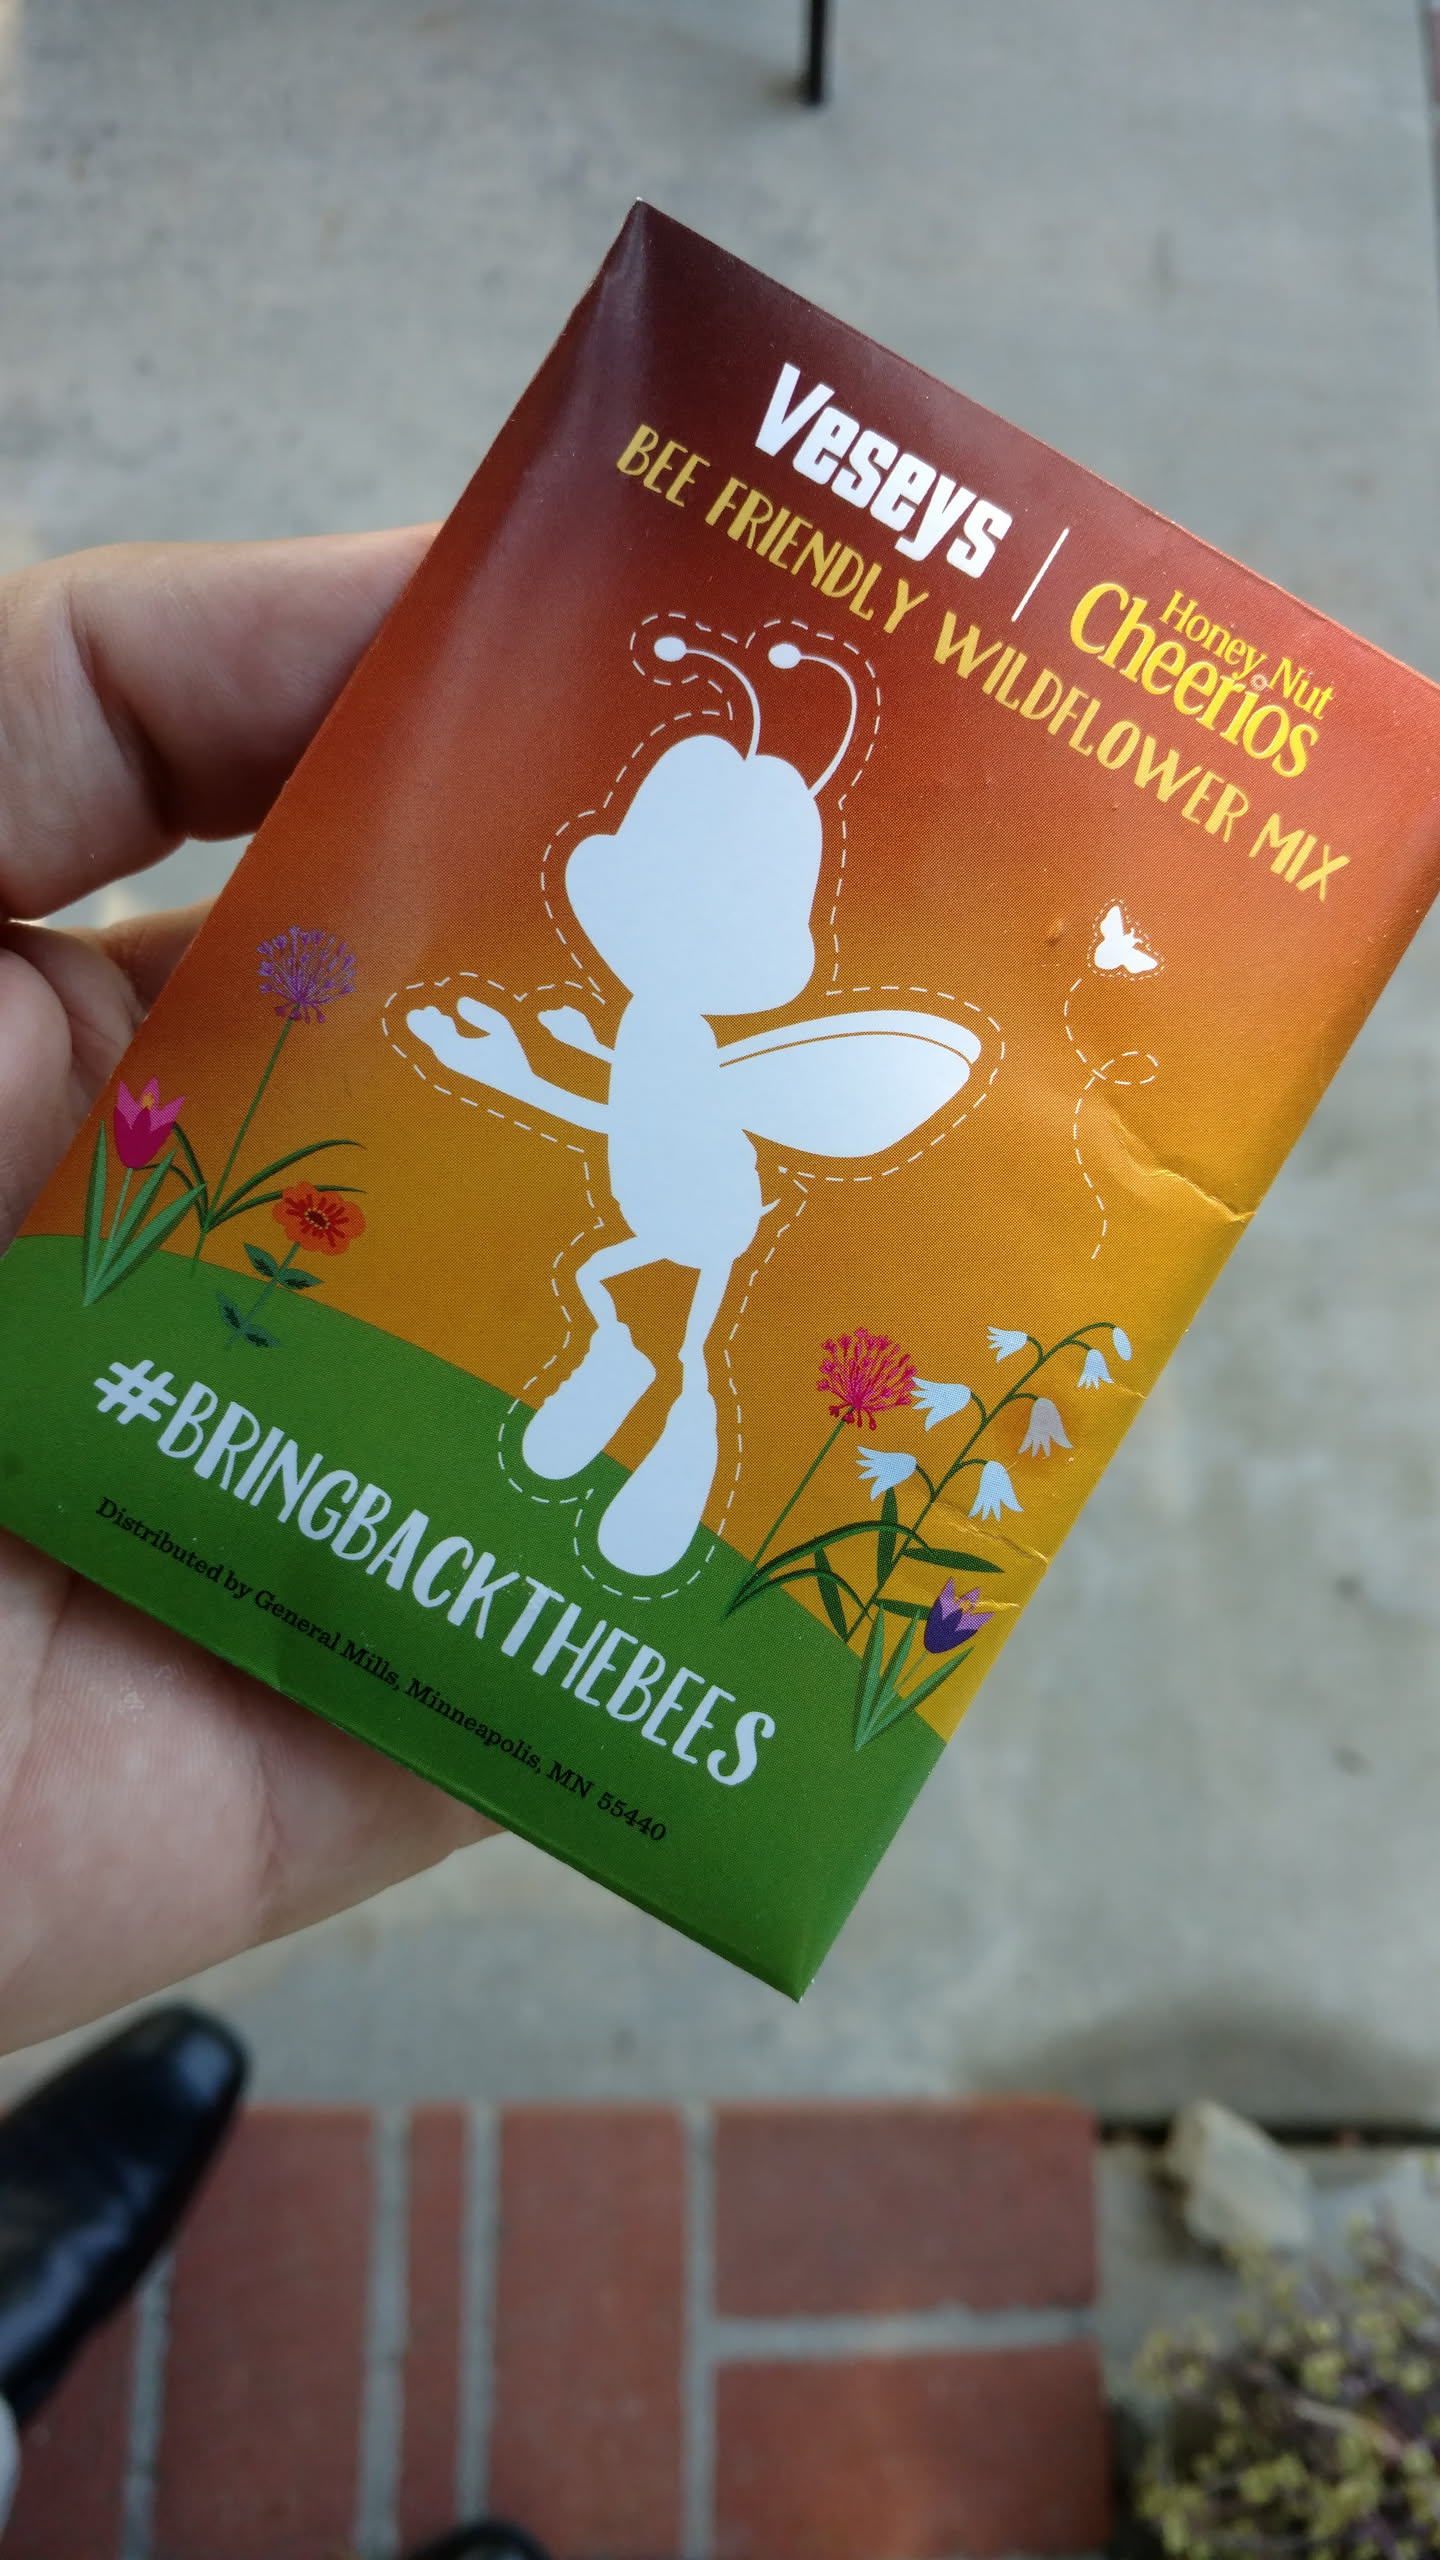 Veseys
Honey Nut
Cheerios
BEE FRIENDLY WILDFLOWER MIX
#BRINGBACKTHEBEES
Distributed by General Mills, Minneapolis, MN 55440